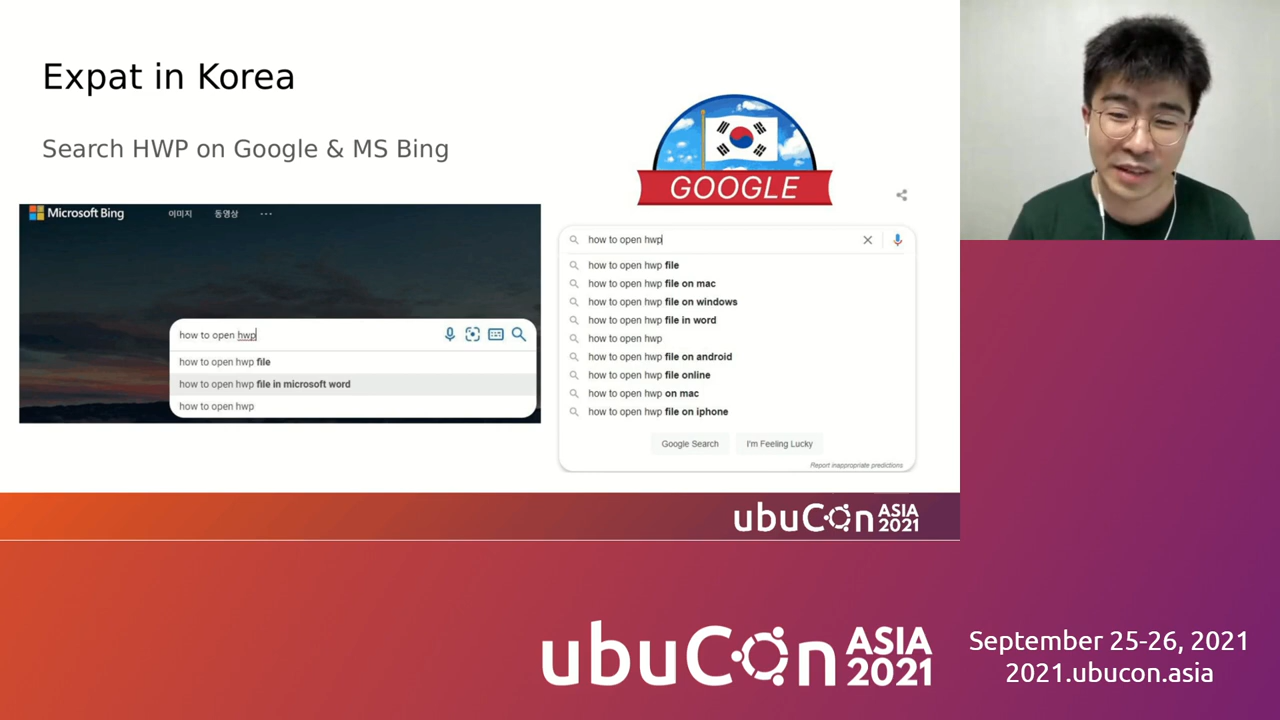 Expat in Korea
Search HWP on Google & MS Bing
Microsoft Bing
이미지
동영상
...
how to open hwp
how to open hwp file
how to open hwp file in microsoft word
how to open hwp
GOOGLE
how to open hwp
how to open hwp file
how to open hwp file on mac
how to open hwp file on windows
how to open hwp file in word
how to open hwp
how to open hwp file on android
how to open hwp file online
how to open hwp on mac
how to open hwp file on iphone
Google Search
I'm Feeling Lucky
Report inappropriate predictions
ubuCon ASIA 2021
ubuCon ASIA 2021
September 25-26, 2021
2021.ubucon.asia